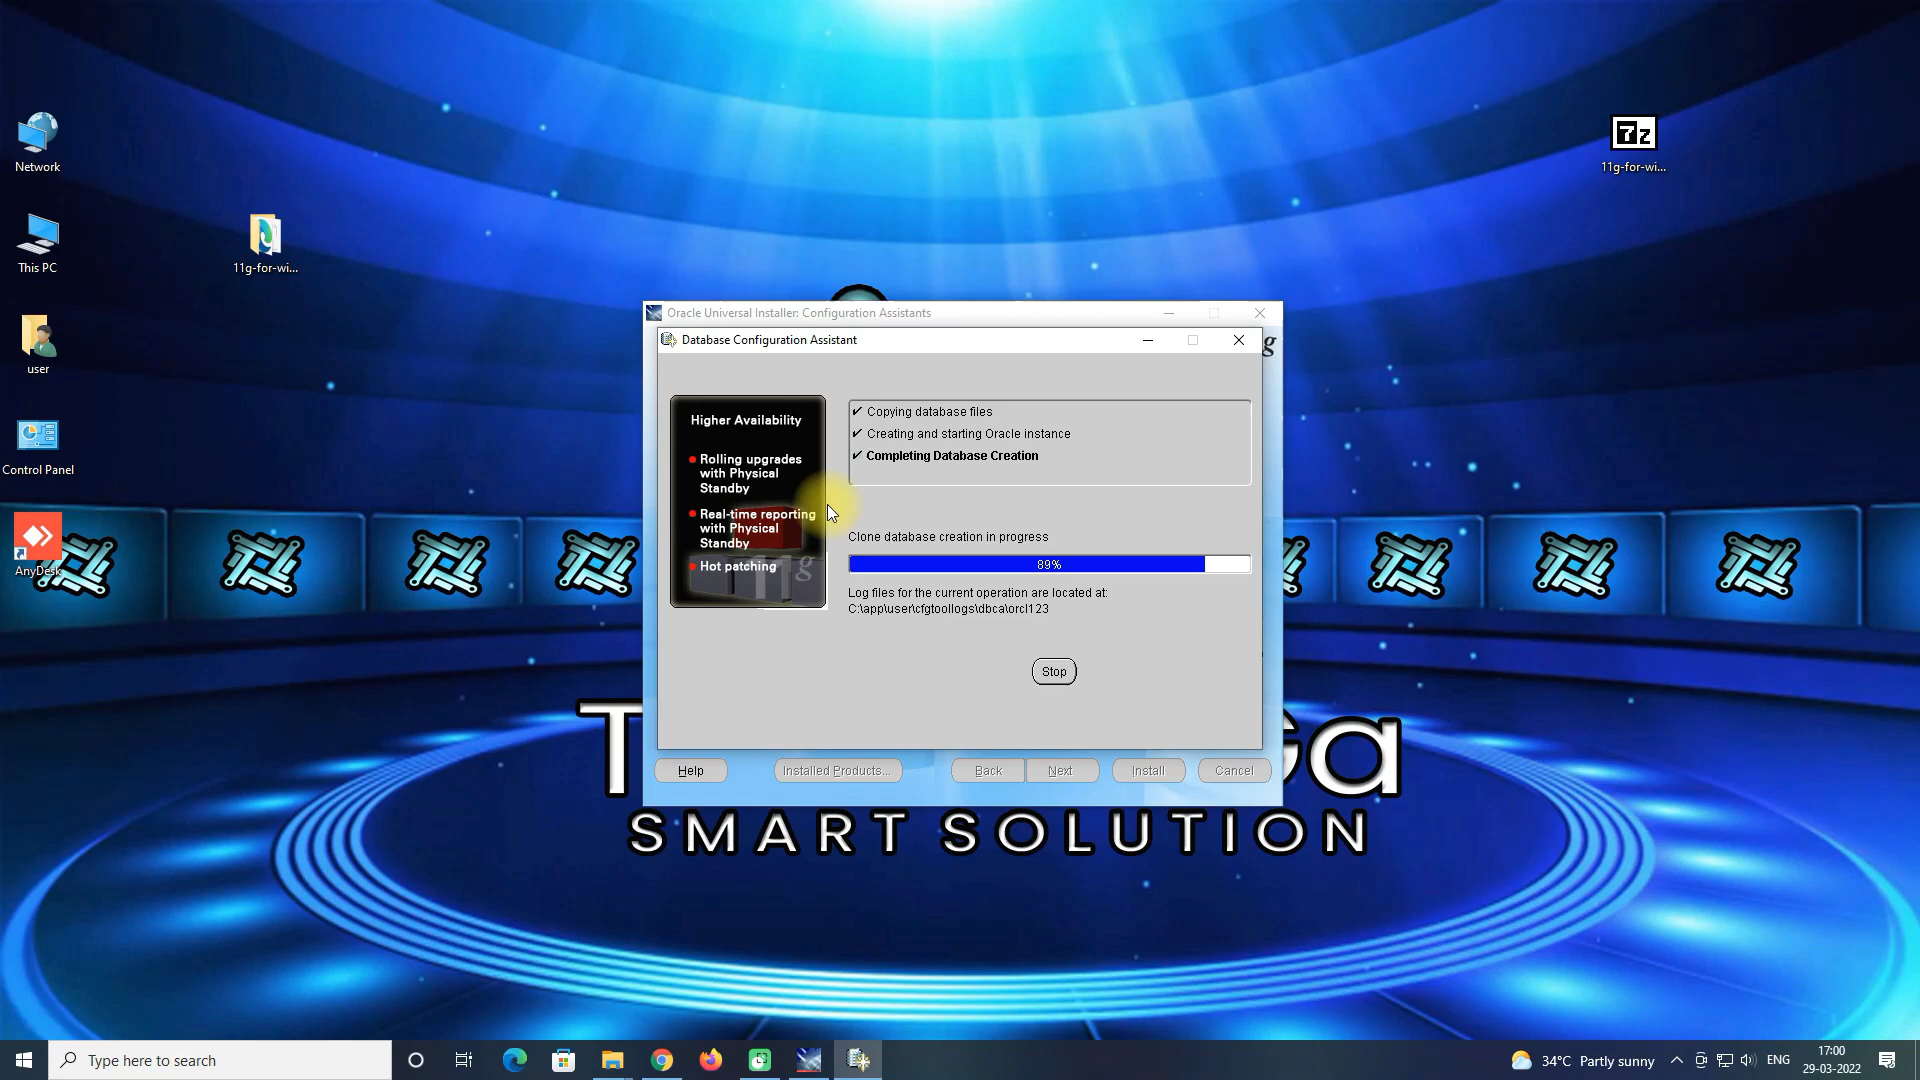 Network
This PC
user
Control Panel
AnyDesk
11g-for-wi...
11g-for-wi...
Oracle Universal Installer: Configuration Assistants
Database Configuration Assistant
g
Higher Availability
Rolling upgrades
with Physical
Standby
Real-time reporting
with Physical
Standby
Hot patching
11g
✔ Copying database files
✔ Creating and starting Oracle instance
✔ Completing Database Creation
Clone database creation in progress
89%
Log files for the current operation are located at:
C:\app\user\cfgtoollogs\dbca\orcl123
Stop
Help
Installed Products...
Back
Next
Install
Cancel
SMART SOLUTION
Type here to search
34°C Partly sunny
ENG
17:00
29-03-2022